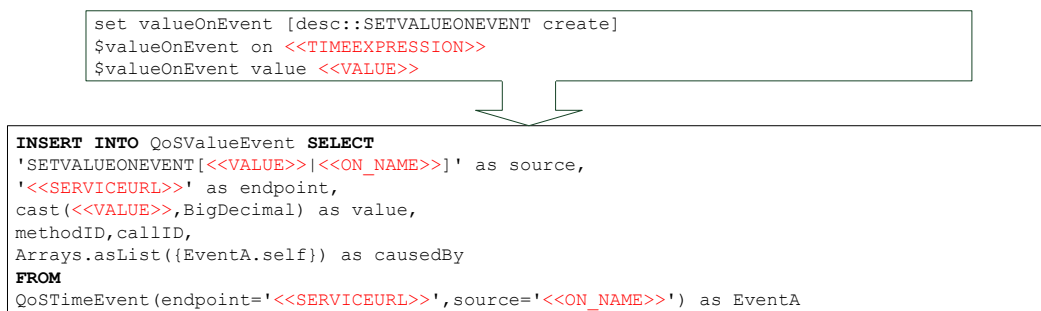 set valueOnEvent [desc::SETVALUEONEVENT create]
$valueOnEvent on <<TIMEEXPRESSION>>
$valueOnEvent value <<VALUE>>
INSERT INTO QoSValueEvent SELECT
'SETVALUEONEVENT[<<VALUE>>|<<ON_NAME>>]' as source,
'<<SERVICEURL>>' as endpoint,
cast(<<VALUE>>,BigDecimal) as value,
methodID,callID,
Arrays.asList({EventA.self}) as causedBy
FROM
QoSTimeEvent(endpoint='<<SERVICEURL>>',source='<<ON_NAME>>') as EventA